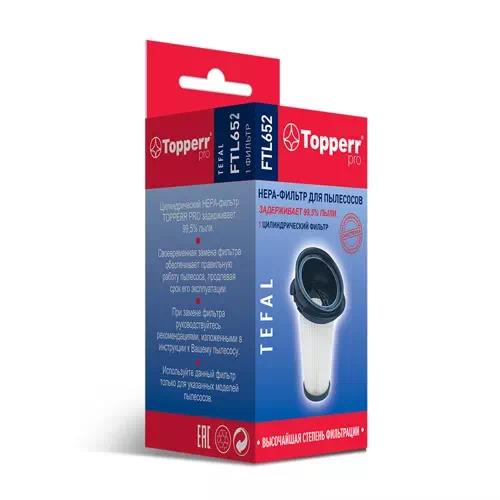 Topperr
pro
TEFAL
FTL652
1 ФИЛЬТР
Цилиндрический HEPA-фильтр
TOPPERR PRO задерживает
99,5% пыли.
Своевременная замена фильтра
обеспечивает правильную
работу пылесоса, продлевая
срок его эксплуатации.
При замене фильтра
руководствуйтесь
рекомендациями, изложенными в
инструкции к Вашему пылесосу.
Используйте данный фильтр
только для указанных моделей
пылесосов.
EAC
Topperr
pro
FTL652
HEPA-ФИЛЬТР ДЛЯ ПЫЛЕСОСОВ
ЗАДЕРЖИВАЕТ 99,5% ПЫЛИ
1 ЦИЛИНДРИЧЕСКИЙ ФИЛЬТР
TEFAL
• ВЫСОЧАЙШАЯ СТЕПЕНЬ ФИЛЬТРАЦИИ •